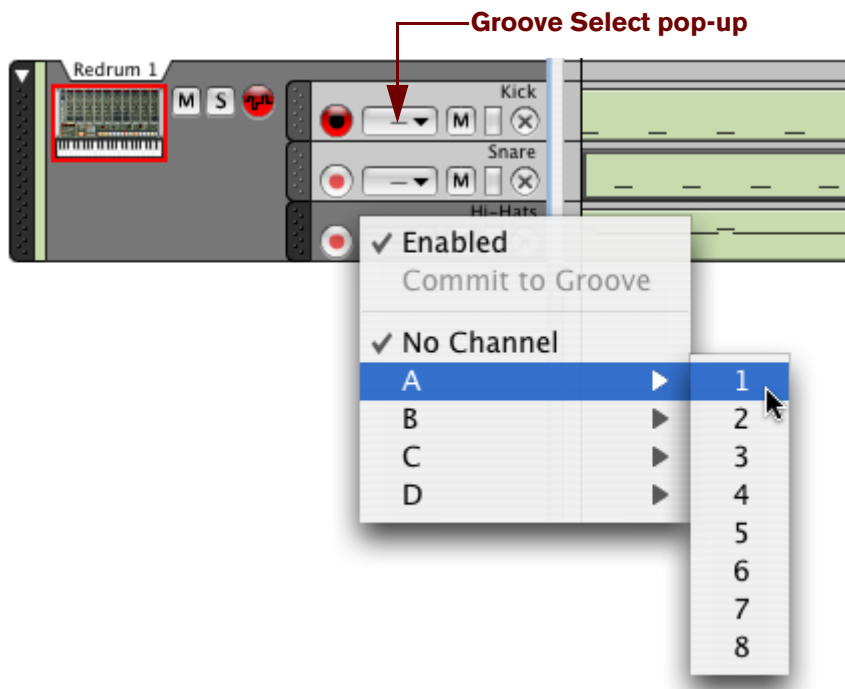 Groove Select pop-up
Redrum 1
M S
Kick
M
Snare
M
Hi-Hats
✓ Enabled
Commit to Groove
✓ No Channel
A
B
C
D
1
2
3
4
5
6
7
8